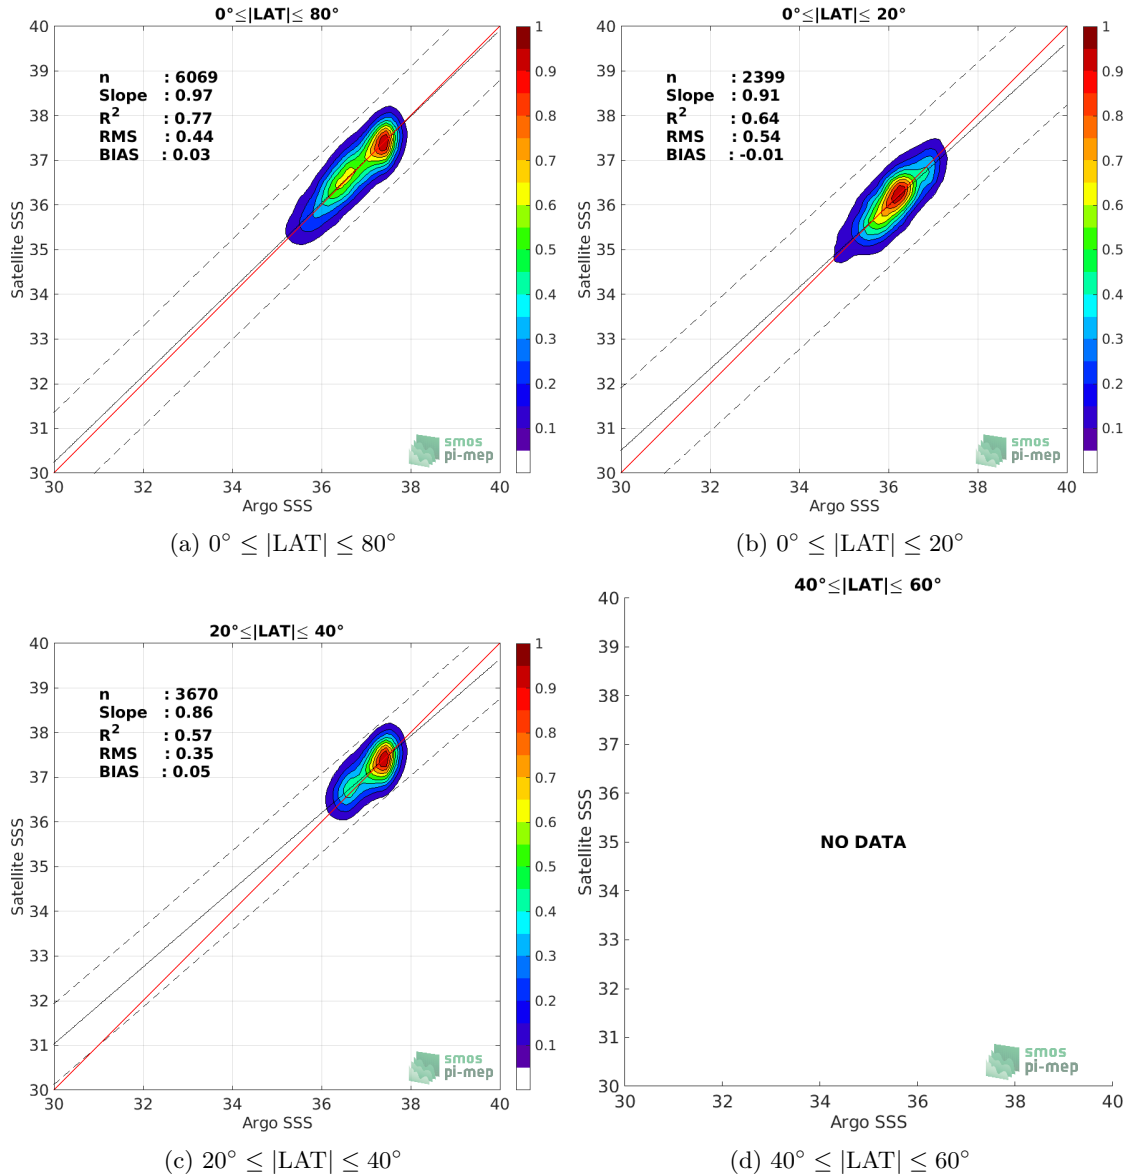 0°≤|LAT|≤ 80°
n : 6069
Slope : 0.97
R2 : 0.77
RMS : 0.44
BIAS : 0.03
40
39
38
37
36
35
34
33
32
31
30
30 32 34 36 38 40
Satellite SSS
Argo SSS
1
0.9
0.8
0.7
0.6
0.5
0.4
0.3
0.2
0.1
smos
pi-mep
(a) 0° ≤ |LAT| ≤ 80°
0°≤|LAT|≤ 20°
n : 2399
Slope : 0.91
R2 : 0.64
RMS : 0.54
BIAS : -0.01
40
39
38
37
36
35
34
33
32
31
30
30 32 34 36 38 40
Satellite SSS
Argo SSS
1
0.9
0.8
0.7
0.6
0.5
0.4
0.3
0.2
0.1
smos
pi-mep
(b) 0° ≤ |LAT| ≤ 20°
20°≤|LAT|≤ 40°
n : 3670
Slope : 0.86
R2 : 0.57
RMS : 0.35
BIAS : 0.05
40
39
38
37
36
35
34
33
32
31
30
30 32 34 36 38 40
Satellite SSS
Argo SSS
1
0.9
0.8
0.7
0.6
0.5
0.4
0.3
0.2
0.1
smos
pi-mep
(c) 20° ≤ |LAT| ≤ 40°
40°≤|LAT|≤ 60°
40
39
38
37
36
35
34
33
32
31
30
30 32 34 36 38 40
Satellite SSS
Argo SSS
NO DATA
smos
pi-mep
(d) 40° ≤ |LAT| ≤ 60°